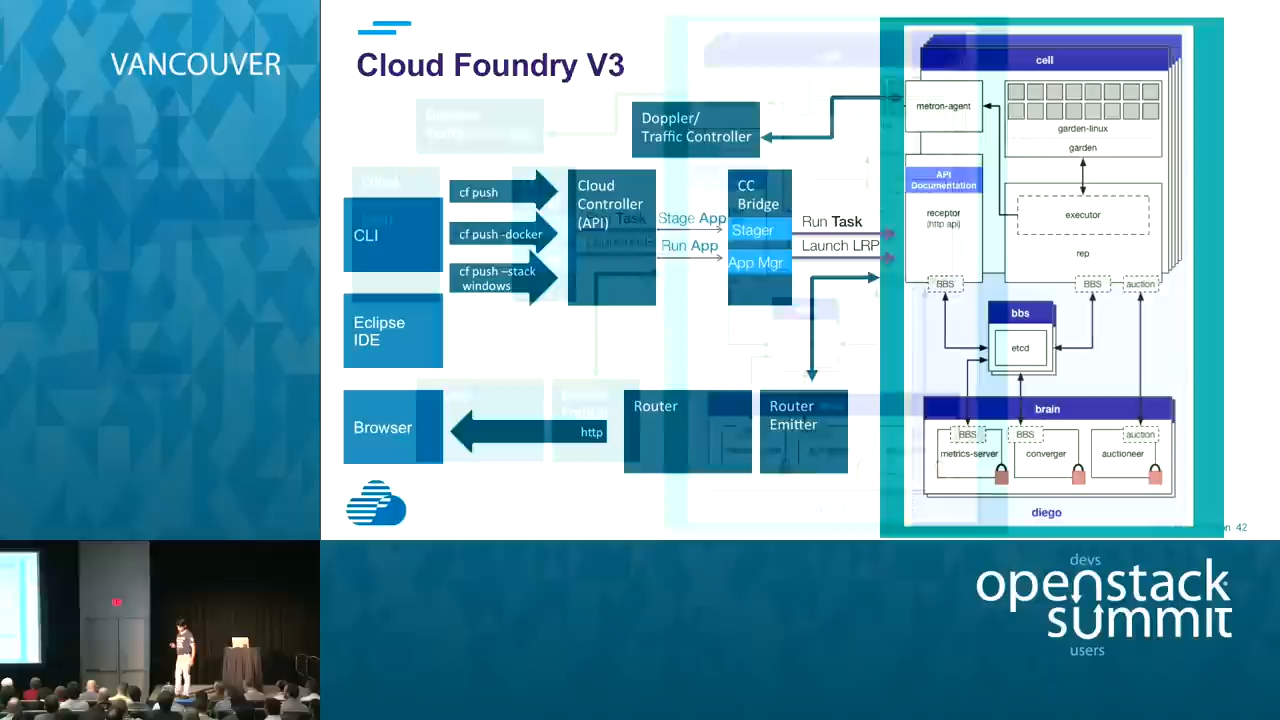 VANCOUVER
Cloud Foundry V3
Doppler/
Traffic Controller
CLI
Eclipse
IDE
Browser
cf push
cf push -docker
cf push –stack
windows
Cloud
Controller
(API)
Stage App
Run App
CC
Bridge
Stager
App Mgr
Run Task
Launch LRP
http
Router
Router
Emitter
cell
metron-agent
garden-linux
garden
API
Documentation
receptor
(http api)
executor
rep
BBS
BBS
auction
bbs
etcd
brain
BBS
BBS
auction
metrics-server
converger
auctioneer
diego
42
devs
openstack
summit
users